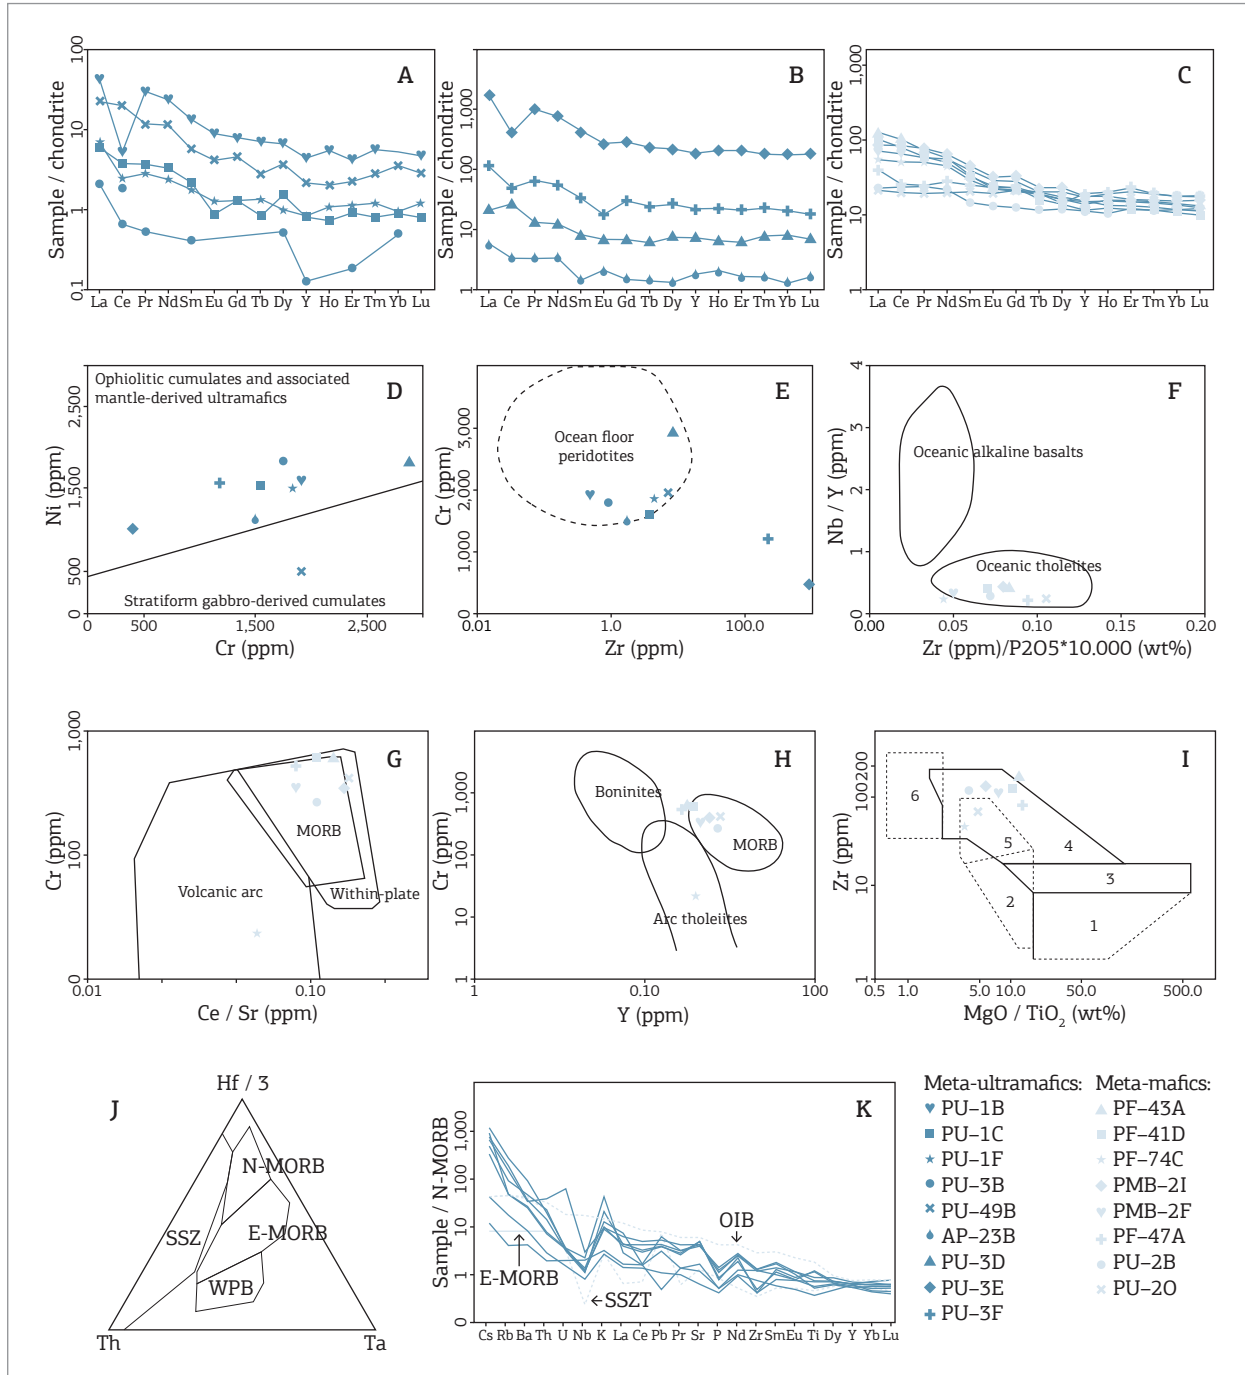 A
Sample / chondrite
100
10
1
0.1
La Ce Pr Nd Sm Eu Gd Tb Dy Y Ho Er Tm Yb Lu
B
Sample / chondrite
1,000
100
10
1
La Ce Pr Nd Sm Eu Gd Tb Dy Y Ho Er Tm Yb Lu
C
Sample / chondrite
1,000
100
10
1
La Ce Pr Nd Sm Eu Gd Tb Dy Y Ho Er Tm Yb Lu
D
Ophiolitic cumulates and associated
mantle-derived ultramafics
Stratiform gabbro-derived cumulates
Ni (ppm)
2,500
1,500
500
0
0 500 1,500 2,500
Cr (ppm)
E
Ocean floor
peridotites
Cr (ppm)
3,000
2,000
1,000
0
0.01 1.0 100.0
Zr (ppm)
F
Oceanic alkaline basalts
Oceanic tholeiites
Nb / Y (ppm)
4
3
2
1
0
0.00 0.05 0.10 0.15 0.20
Zr (ppm)/P2O5*10.000 (wt%)
G
MORB
Volcanic arc
Within-plate
Cr (ppm)
1,000
100
0
0.01 0.10
Ce / Sr (ppm)
H
Boninites
MORB
Arc tholeiites
Cr (ppm)
1,000
100
10
1
1 0.10 100
Y (ppm)
I
6
5
4
3
2
1
Zr (ppm)
200
100
10
1
0.5 1.0 5.0 10.0 50.0 500.0
MgO / TiO2 (wt%)
J
Hf / 3
N-MORB
SSZ
E-MORB
WPB
Th
Ta
K
OIB
E-MORB
SSZT
Sample / N-MORB
1,000
100
10
1
0
Cs Rb Ba Th U Nb K La Ce Pb Pr Sr P Nd Zr Sm Eu Ti Dy Y Yb Lu
Meta-ultramafics:
PU-1B
PU-1C
PU-1F
PU-3B
PU-49B
AP-23B
PU-3D
PU-3E
PU-3F
Meta-mafics:
PF-43A
PF-41D
PF-74C
PMB-2I
PMB-2F
PF-47A
PU-2B
PU-2O